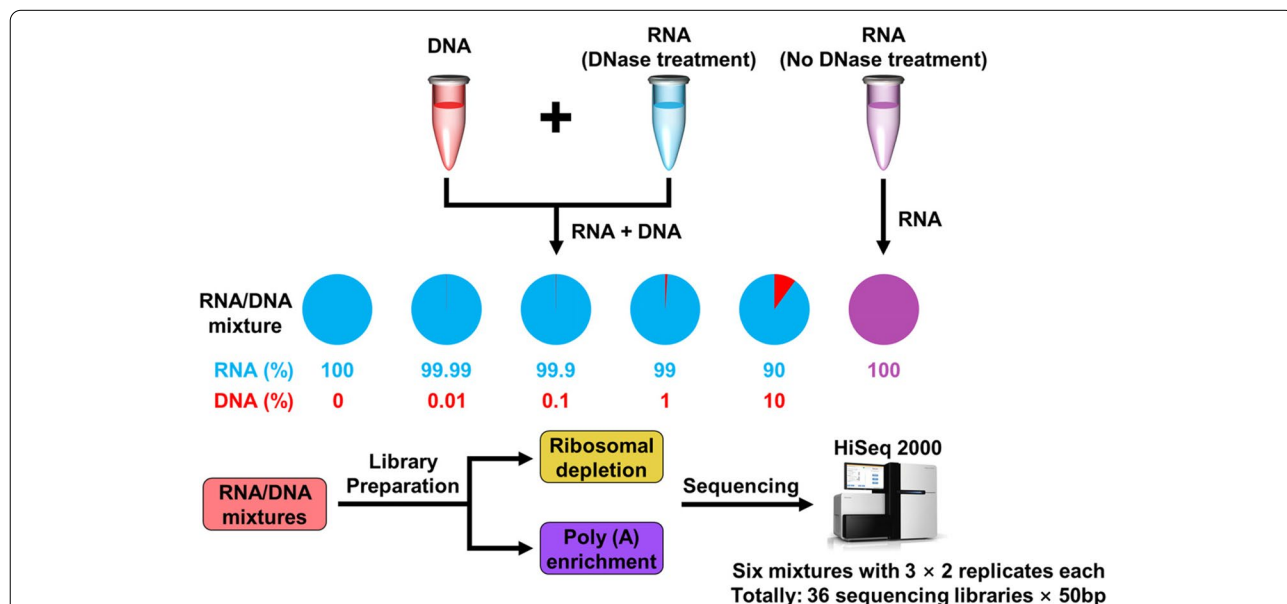 DNA
RNA
(DNase treatment)
RNA
(No DNase treatment)
+
RNA + DNA
RNA
RNA/DNA
mixture
RNA (%) 100 99.99 99.9 99 90 100
DNA (%) 0 0.01 0.1 1 10
RNA/DNA
mixtures
Library
Preparation
Ribosomal
depletion
Poly (A)
enrichment
Sequencing
HiSeq 2000
Six mixtures with 3 × 2 replicates each
Totally: 36 sequencing libraries × 50bp